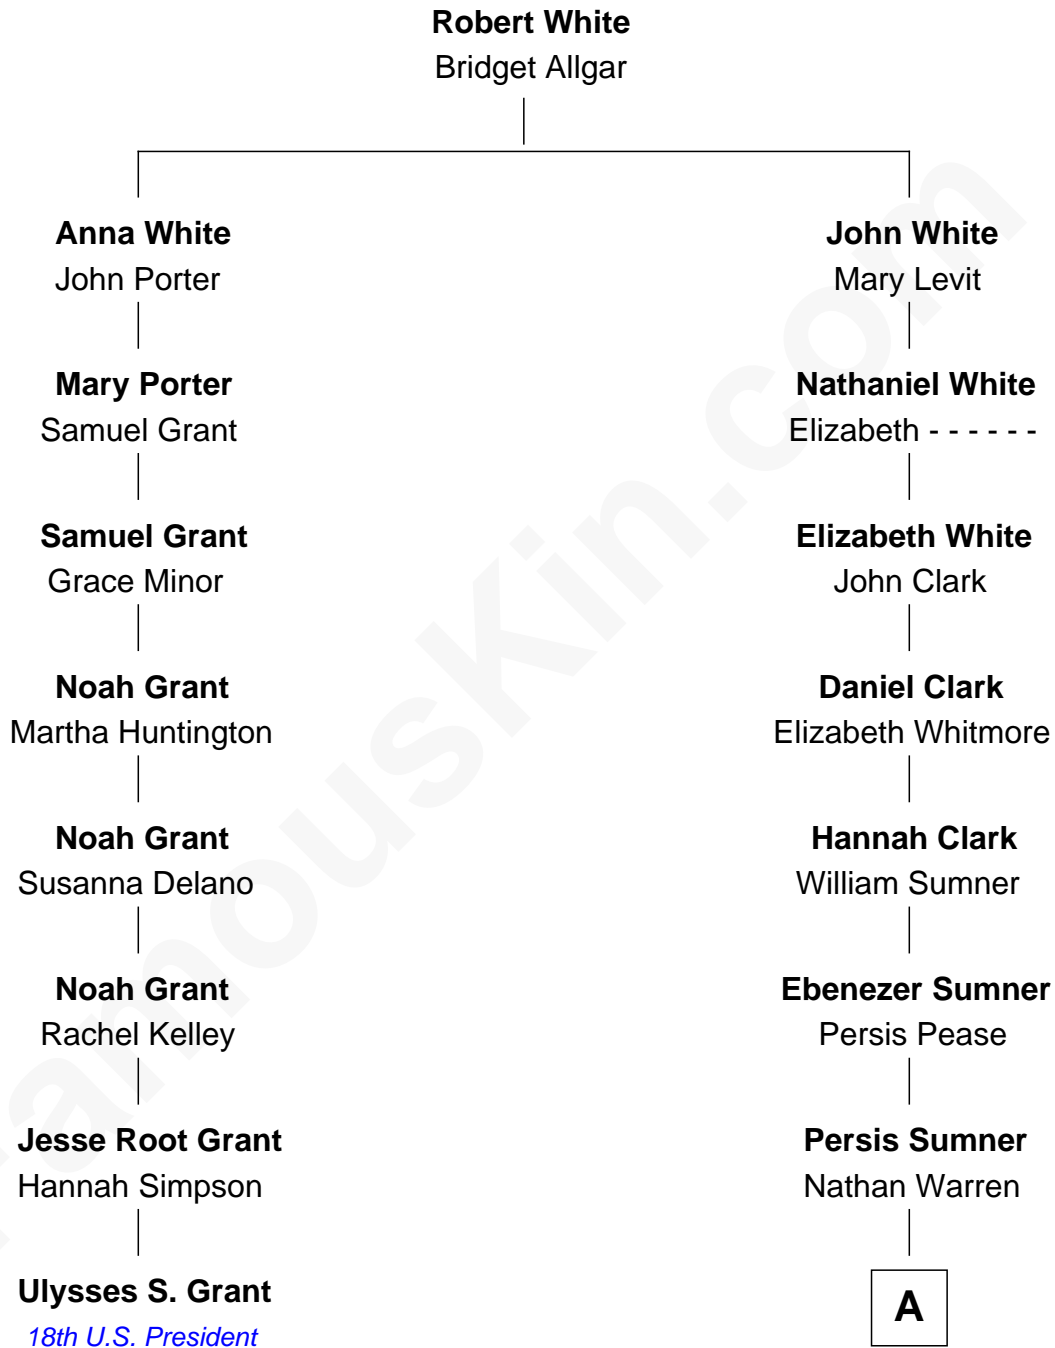 Robert White
Bridget Allgar
Anna White
John Porter
John White
Mary Levit
Mary Porter
Samuel Grant
Nathaniel White
Elizabeth - - - - - -
Samuel Grant
Grace Minor
Elizabeth White
John Clark
Noah Grant
Martha Huntington
Daniel Clark
Elizabeth Whitmore
Noah Grant
Susanna Delano
Hannah Clark
William Sumner
Noah Grant
Rachel Kelley
Ebenezer Sumner
Persis Pease
Jesse Root Grant
Hannah Simpson
Persis Sumner
Nathan Warren
Ulysses S. Grant
18th U.S. President
A
FamousKin.com